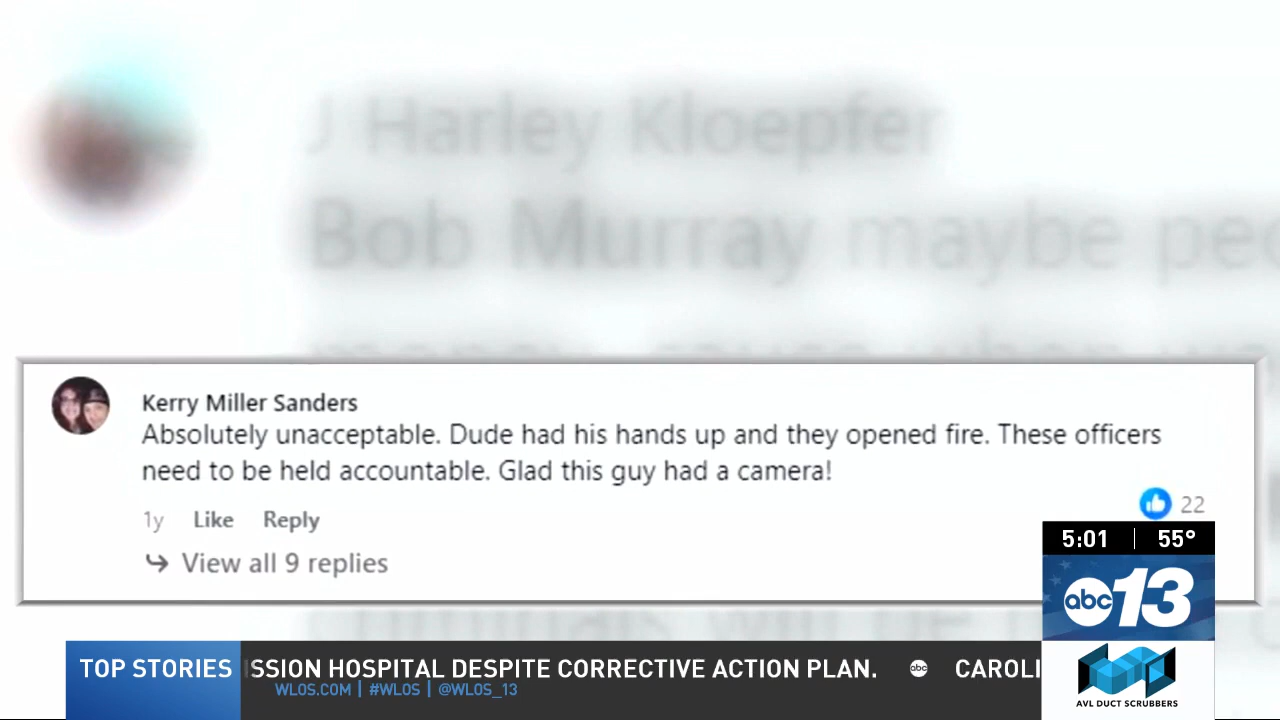 J Harley Kloepfer
Bob Murray maybe
Kerry Miller Sanders
Absolutely unacceptable. Dude had his hands up and they opened fire. These officers
need to be held accountable. Glad this guy had a camera!
22
1y Like Reply
View all 9 replies
5:01 55°
abc 13
TOP STORIES SSION HOSPITAL DESPITE CORRECTIVE ACTION PLAN. abc CAROLI
WLOS.COM | #WLOS | @WLOS_13
AVL DUCT SCRUBBERS